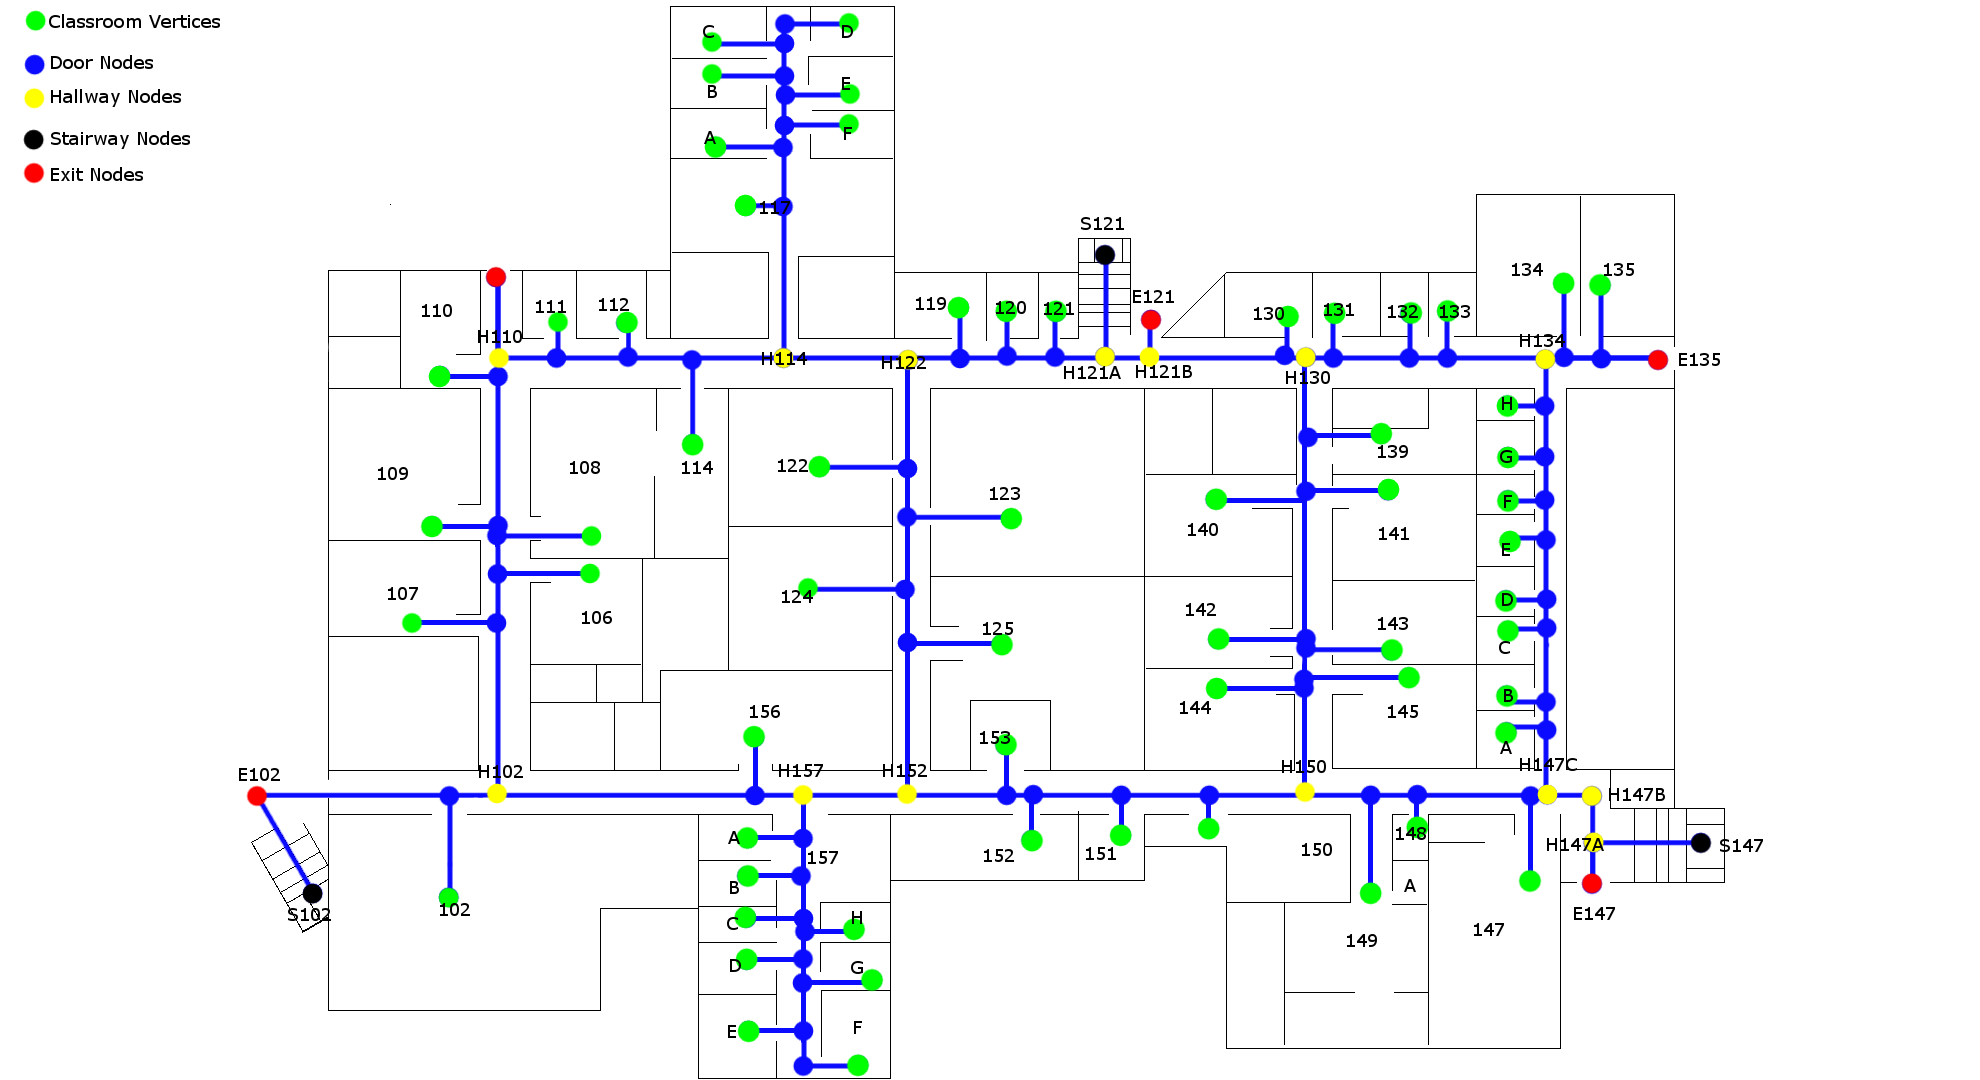 Classroom Vertices
Door Nodes
Hallway Nodes
Stairway Nodes
Exit Nodes
C
D
B
E
A
F
117
S121
110
111
112
119
120
121
E121
130
131
132
133
134
135
H110
H114
H122
H121A
H121B
H130
H134
E135
109
108
114
122
123
139
140
141
H
G
F
E
D
C
B
A
107
106
124
125
142
143
144
145
156
153
E102
H102
H157
H152
H150
H147C
H147B
S102
102
A
157
B
C
D
E
H
G
F
152
151
150
148
A
149
147
H147A
S147
E147